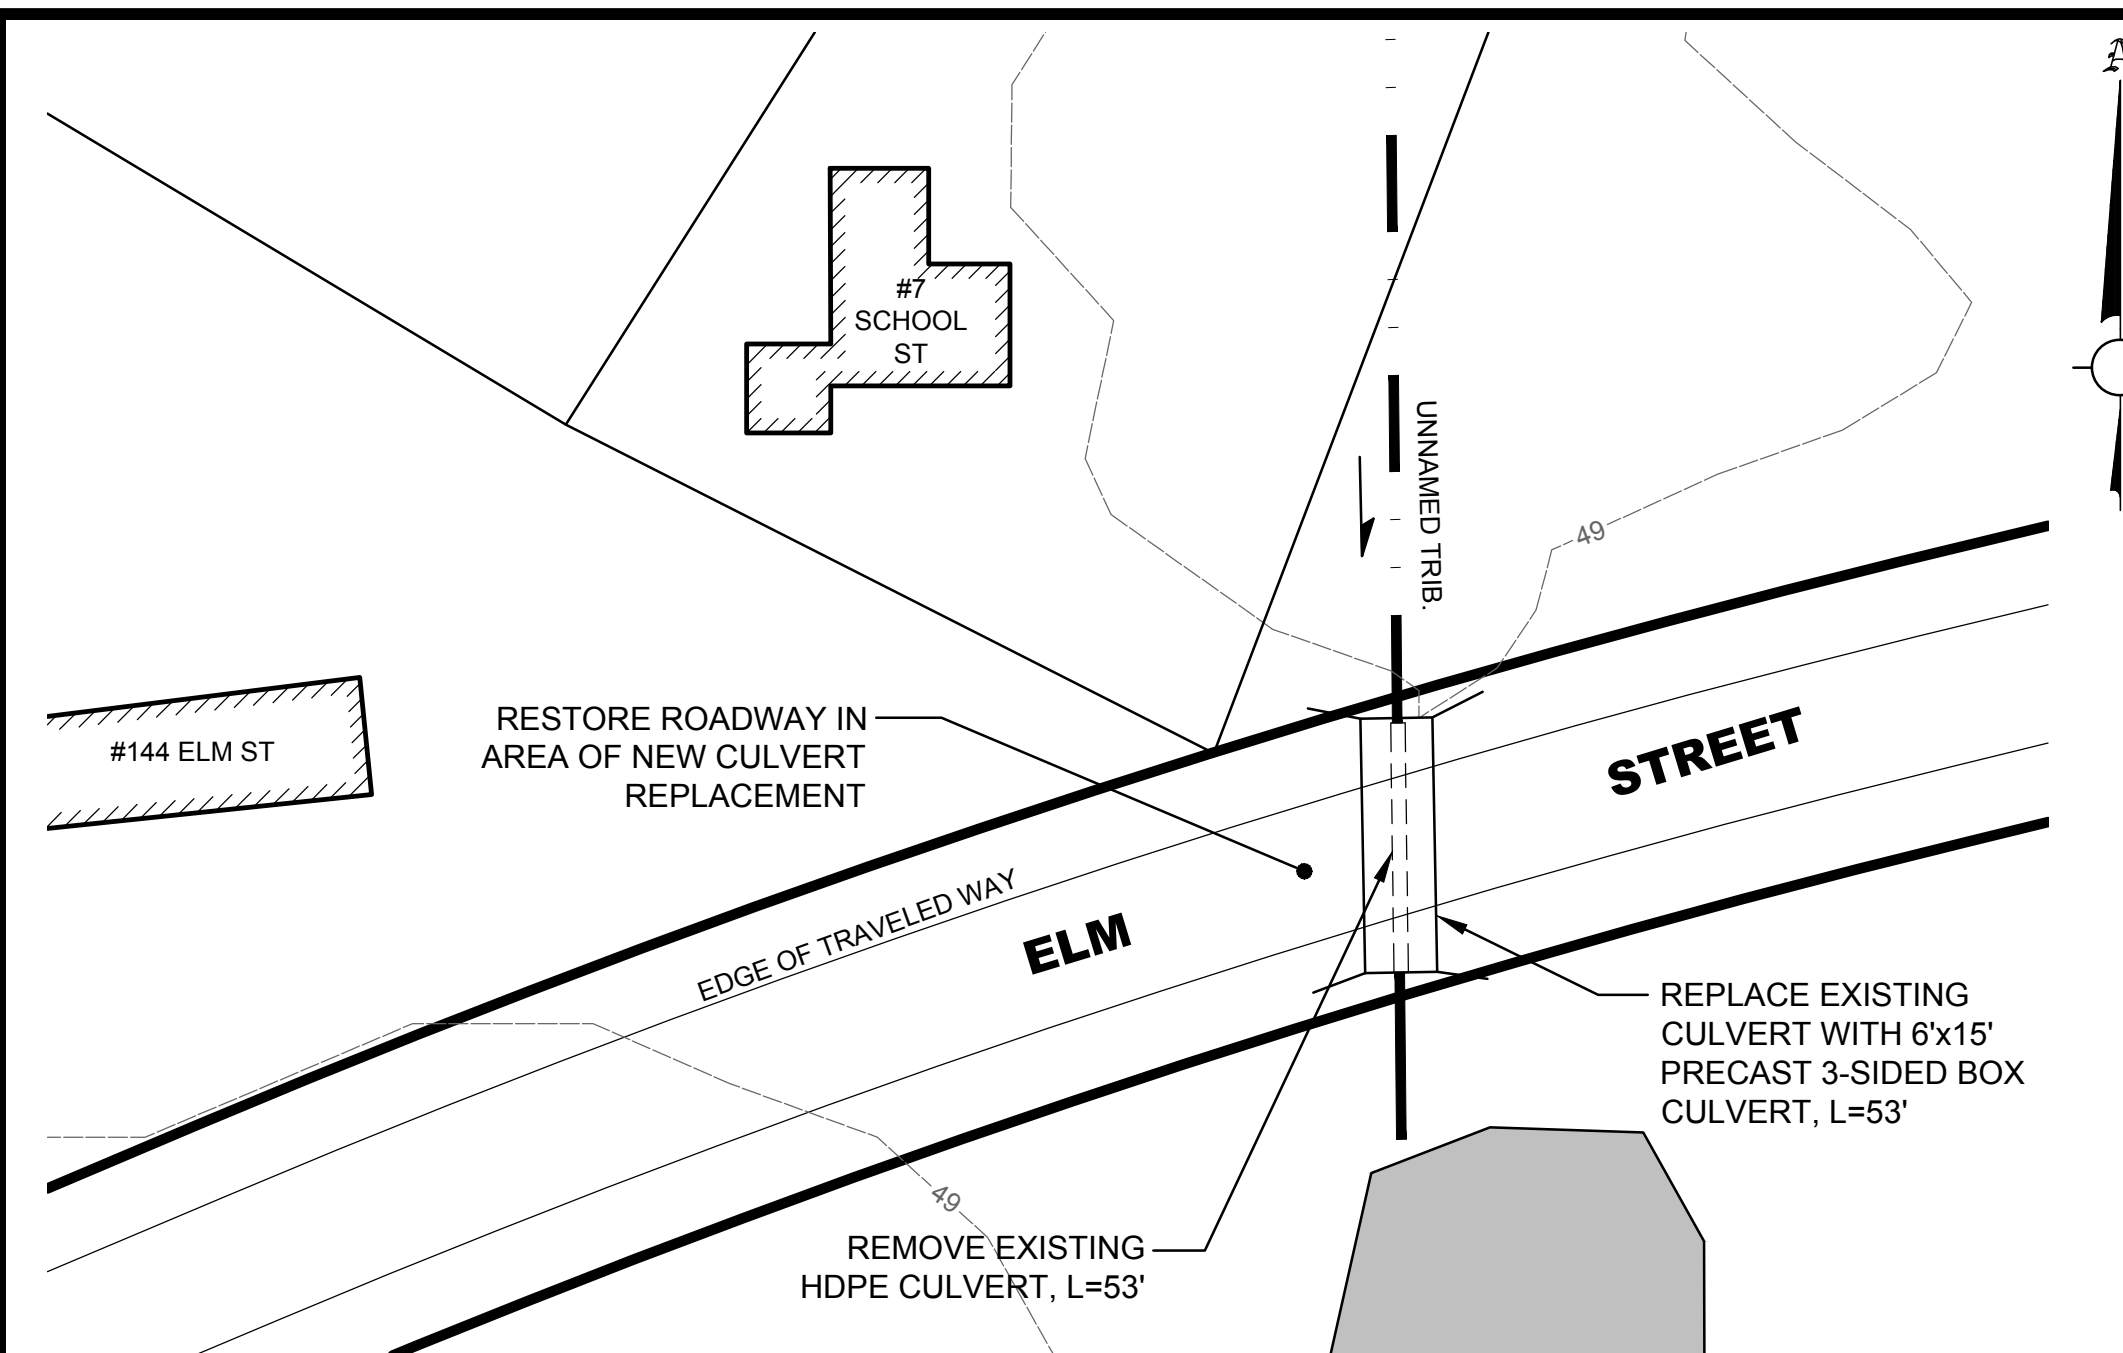 #7
SCHOOL
ST
UNNAMED TRIB.
49
RESTORE ROADWAY IN
AREA OF NEW CULVERT
REPLACEMENT
#144 ELM ST
STREET
EDGE OF TRAVELED WAY
ELM
REPLACE EXISTING
CULVERT WITH 6'x15'
PRECAST 3-SIDED BOX
CULVERT, L=53'
49
REMOVE EXISTING
HDPE CULVERT, L=53'